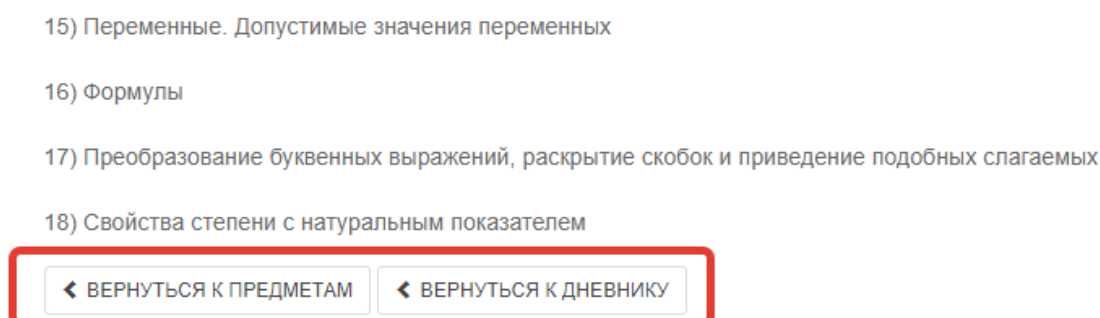 15) Переменные. Допустимые значения переменных
16) Формулы
17) Преобразование буквенных выражений, раскрытие скобок и приведение подобных слагаемых
18) Свойства степени с натуральным показателем
ВЕРНУТЬСЯ К ПРЕДМЕТАМ ВЕРНУТЬСЯ К ДНЕВНИКУ